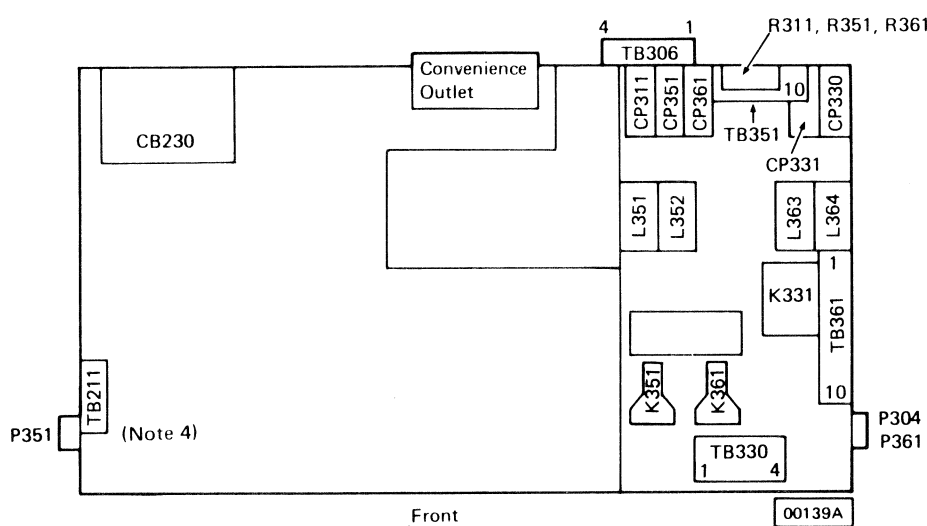 R311, R351, R361
4 1
TB306
Convenience
Outlet
CB230
CP311
CP351
CP361
10
CP330
TB351
CP331
L351
L352
L363
L364
1
K331
TB361
10
K351
K361
TB211
P351
(Note 4)
P304
P361
TB330
1 4
Front
00139A